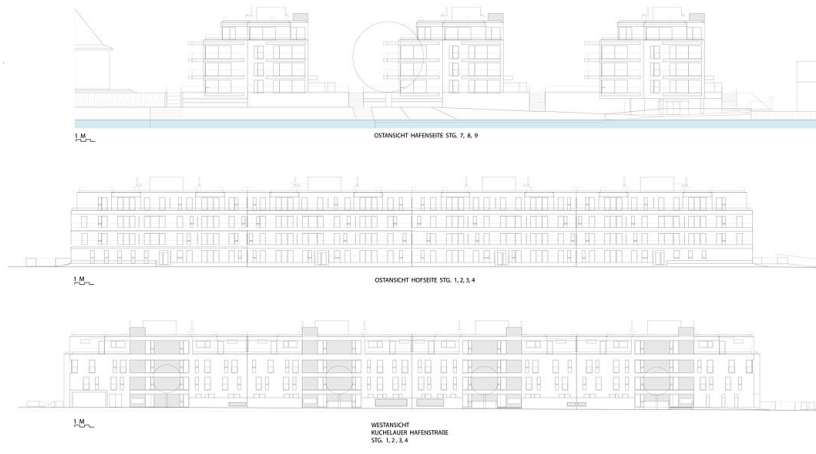 1 M
OSTANSICHT HAFENSEITE STG. 7, 8, 9
1 M
OSTANSICHT HOFSEITE STG. 1, 2, 3, 4
1 M
WESTANSICHT
KUCHELAUER HAFENSTRAßE
STG. 1, 2 , 3, 4